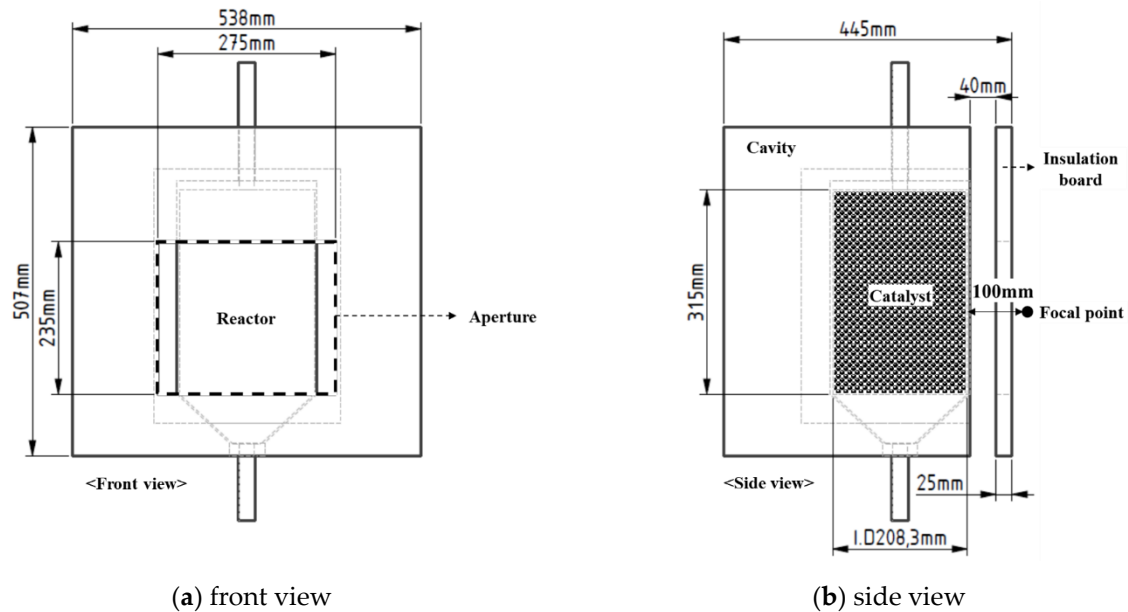 538mm
275mm
507mm
235mm
Reactor
Aperture
<Front view>
(a) front view
445mm
40mm
Cavity
Insulation
board
315mm
Catalyst
100mm
Focal point
<Side view>
25mm
I.D208,3mm
(b) side view